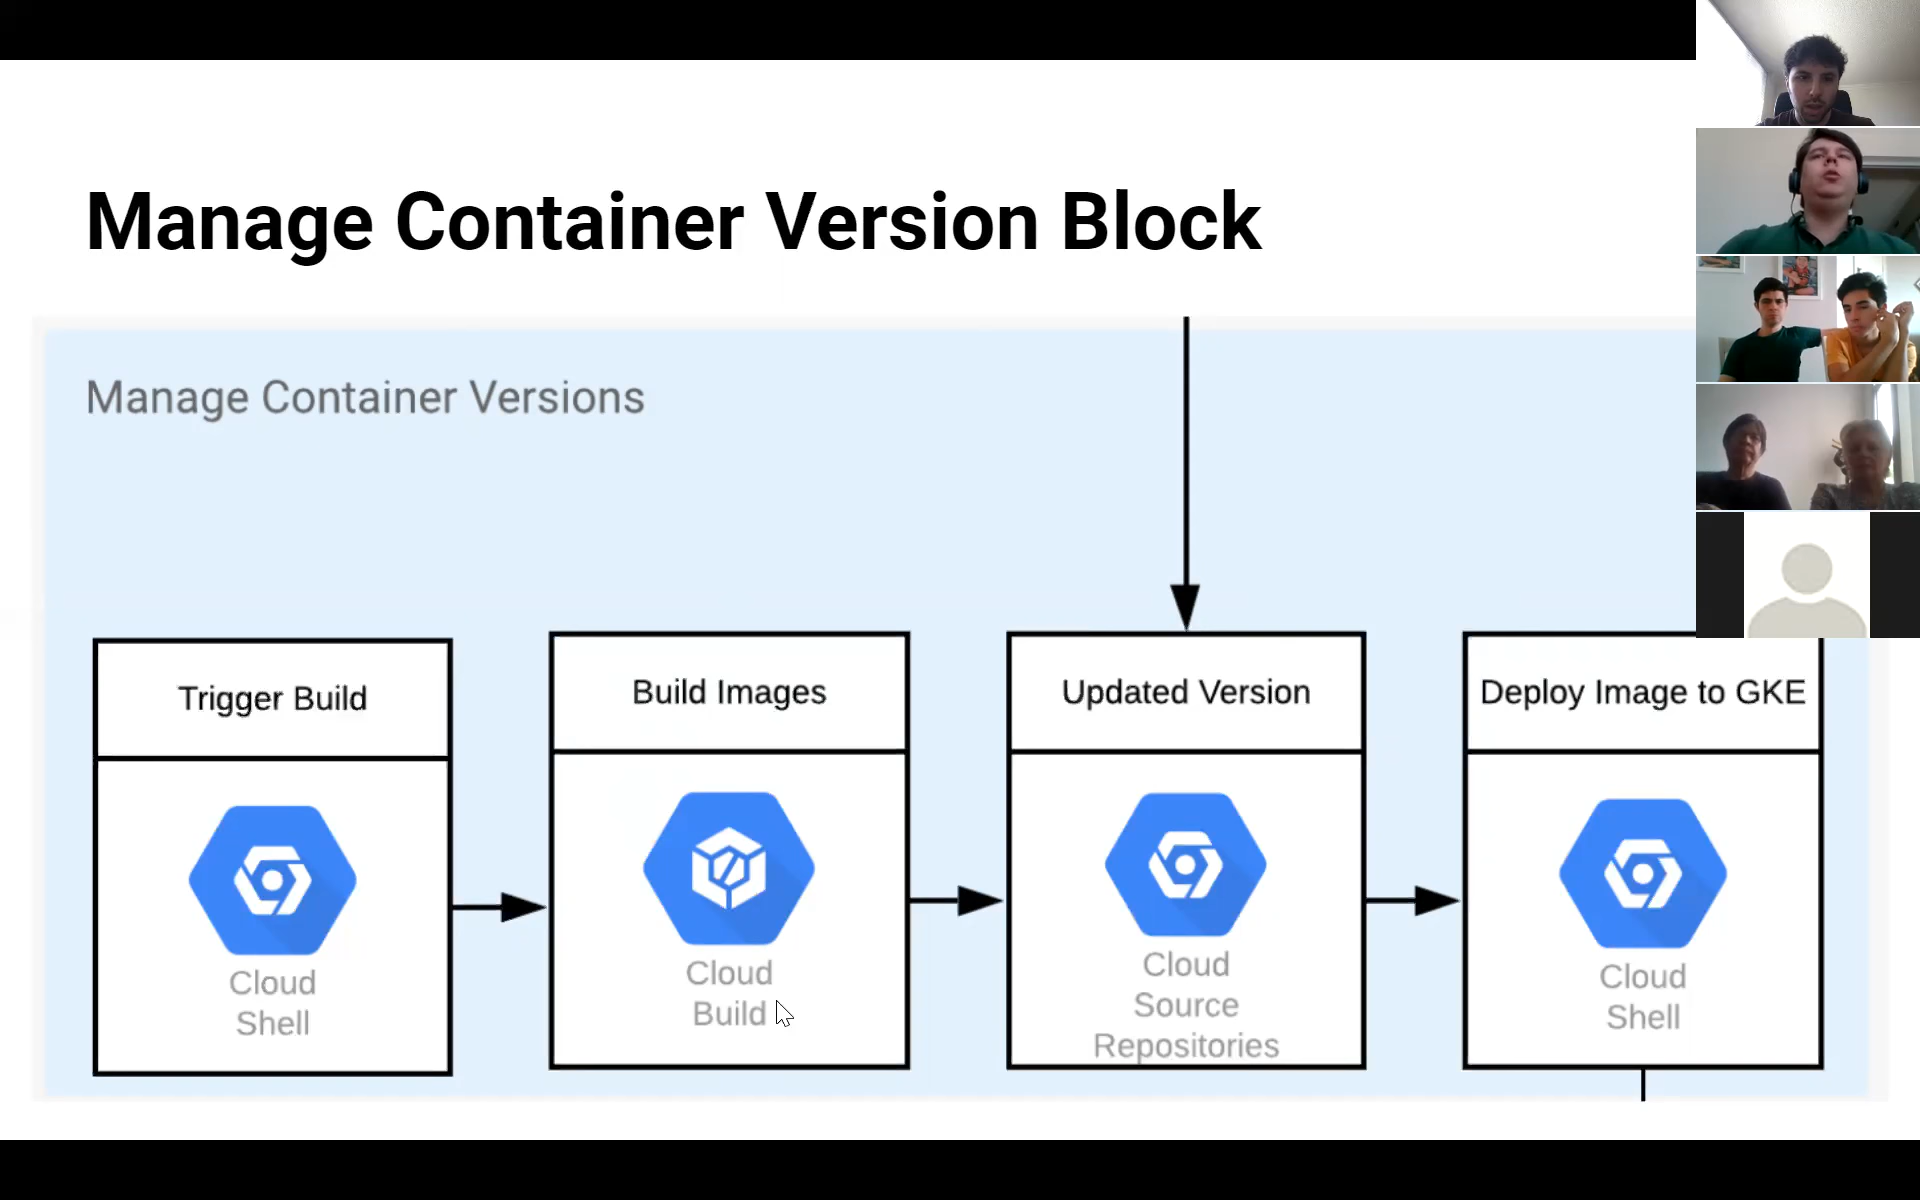 Manage Container Version Block
Manage Container Versions
Trigger Build
Cloud
Shell
Build Images
Cloud
Build
Updated Version
Cloud
Source
Repositories
Deploy Image to GKE
Cloud
Shell